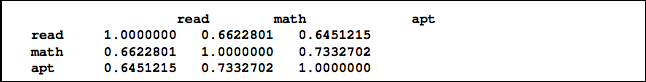 read math apt
read 1.0000000 0.6622801 0.6451215
math 0.6622801 1.0000000 0.7332702
apt 0.6451215 0.7332702 1.0000000